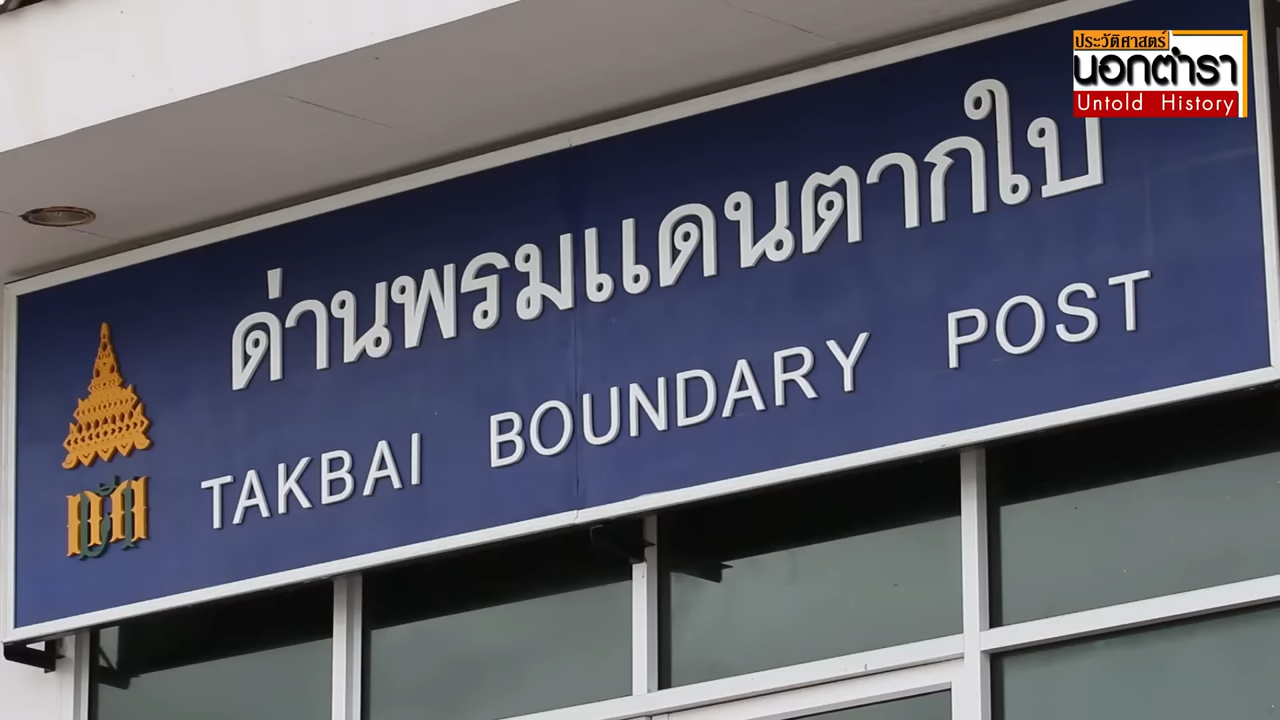 ประวัติศาสตร์
นอกตำรา
Untold History
ด่านพรมแดนตากใบ
TAKBAI BOUNDARY POST